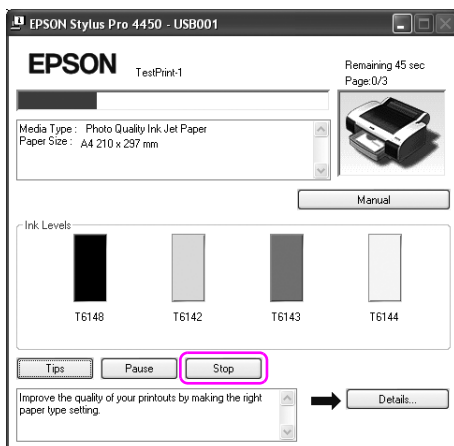 EPSON Stylus Pro 4450 - USB001
EPSON TestPrint-1
Remaining 45 sec
Page:0/3
Media Type : Photo Quality Ink Jet Paper
Paper Size : A4 210 x 297 mm
Manual
Ink Levels
T6148 T6142 T6143 T6144
Tips Pause Stop
Improve the quality of your printouts by making the right
paper type setting.
Details...